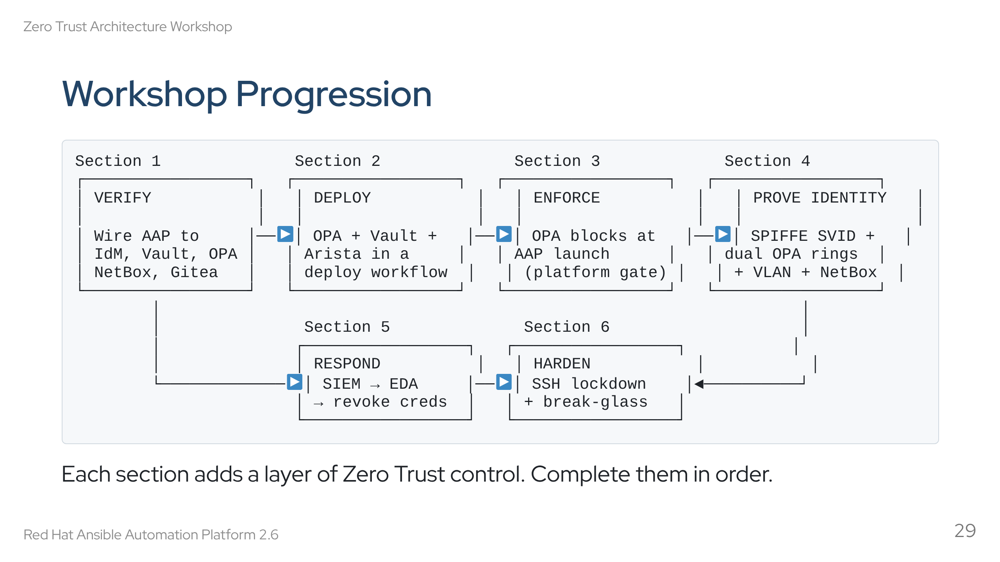 Zero Trust Architecture Workshop
Workshop Progression
Section 1
VERIFY
Wire AAP to
IdM, Vault, OPA
NetBox, Gitea
Section 2
DEPLOY
OPA + Vault +
Arista in a
deploy workflow
Section 3
ENFORCE
OPA blocks at
AAP launch
(platform gate)
Section 4
PROVE IDENTITY
SPIFFE SVID +
dual OPA rings
+ VLAN + NetBox
Section 5
RESPOND
SIEM → EDA
→ revoke creds
Section 6
HARDEN
SSH lockdown
+ break-glass
Each section adds a layer of Zero Trust control. Complete them in order.
Red Hat Ansible Automation Platform 2.6
29